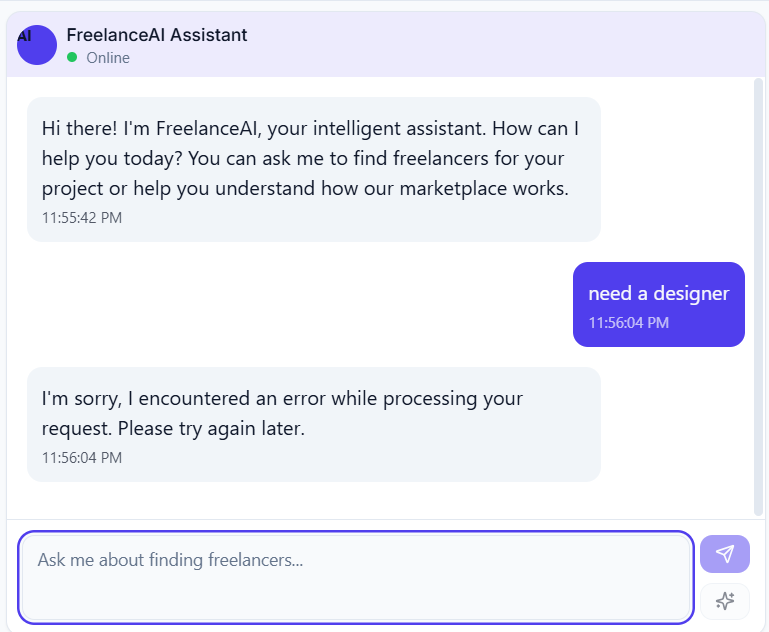 AI
FreelanceAI Assistant
Online
Hi there! I'm FreelanceAI, your intelligent assistant. How can I
help you today? You can ask me to find freelancers for your
project or help you understand how our marketplace works.
11:55:42 PM
need a designer
11:56:04 PM
I'm sorry, I encountered an error while processing your
request. Please try again later.
11:56:04 PM
Ask me about finding freelancers...